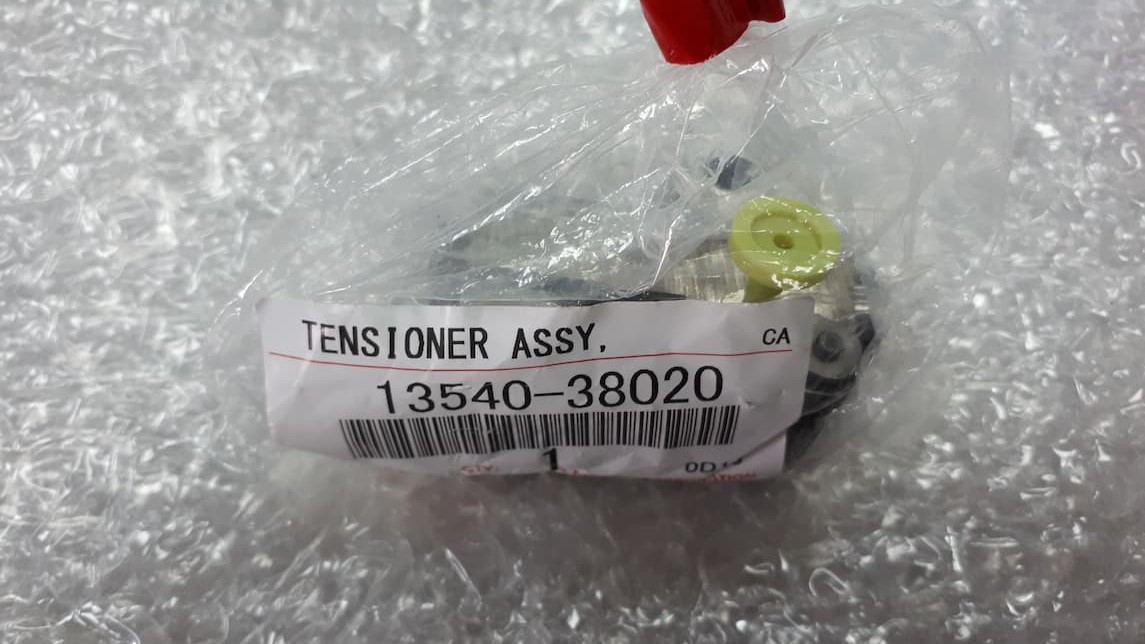 TENSIONER ASSY,
CA
13540-38020
1